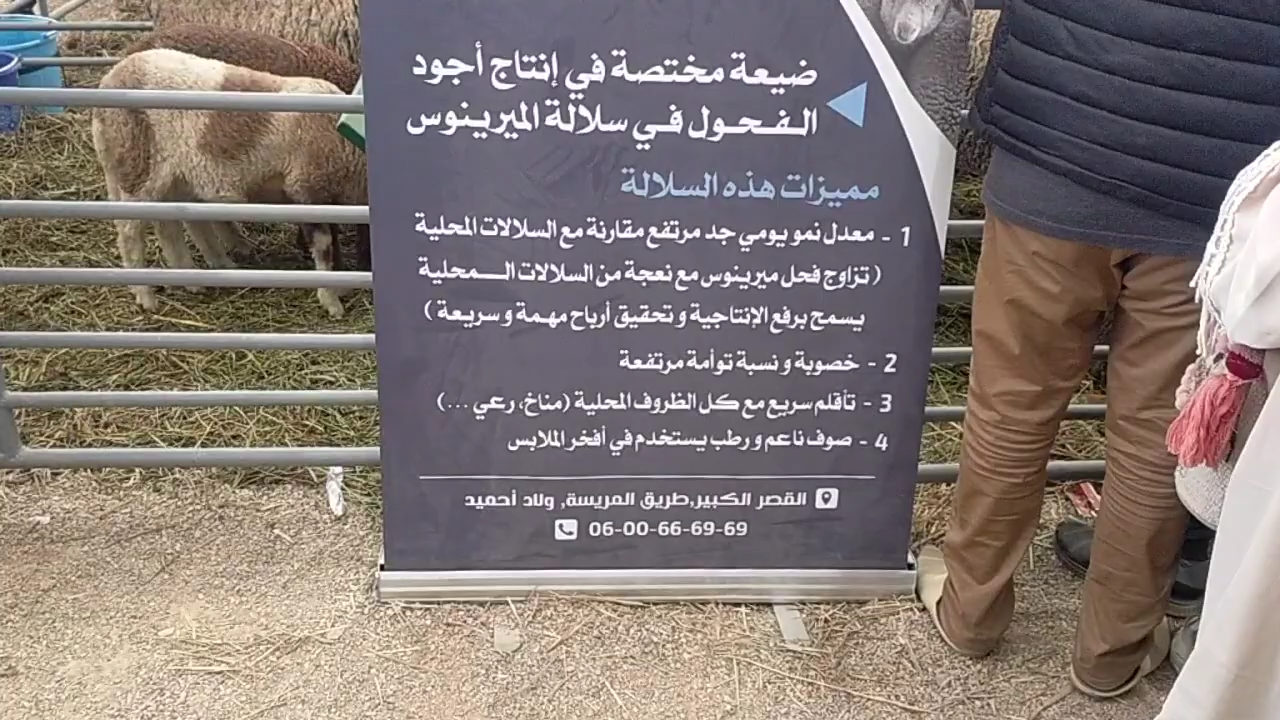 ضيعة مختصة في إنتاج أجود
الفحول في سلالة الميرينوس
مميزات هذه السلالة
1 - معدل نمو يومي جد مرتفع مقارنة مع السلالات المحلية
( تزاوج فحل ميرينوس مع نعجة من السلالات المحلية
يسمح برفع الإنتاجية و تحقيق أرباح مهمة و سريعة )
2 - خصوبة و نسبة توأمة مرتفعة
3 - تأقلم سريع مع كل الظروف المحلية (مناخ، رعي ...)
4 - صوف ناعم و رطب يستخدم في أفخر الملابس
القصر الكبير,طريق العريسة, ولاد أحميد
06-00-66-69-69